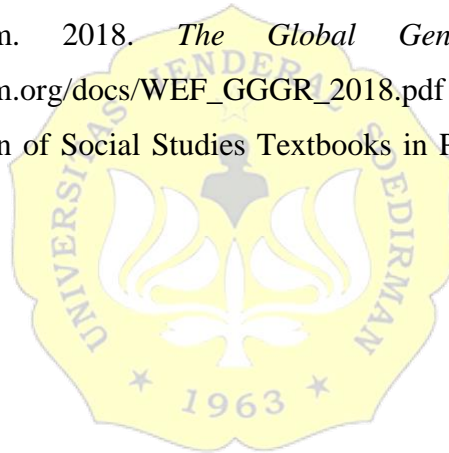 m. 2018. The Global Gen
n.org/docs/WEF_GGGR_2018.pdf
n of Social Studies Textbooks in P
UNIVERSITAS JENDERAL SOEDIRMAN
* 1963 *